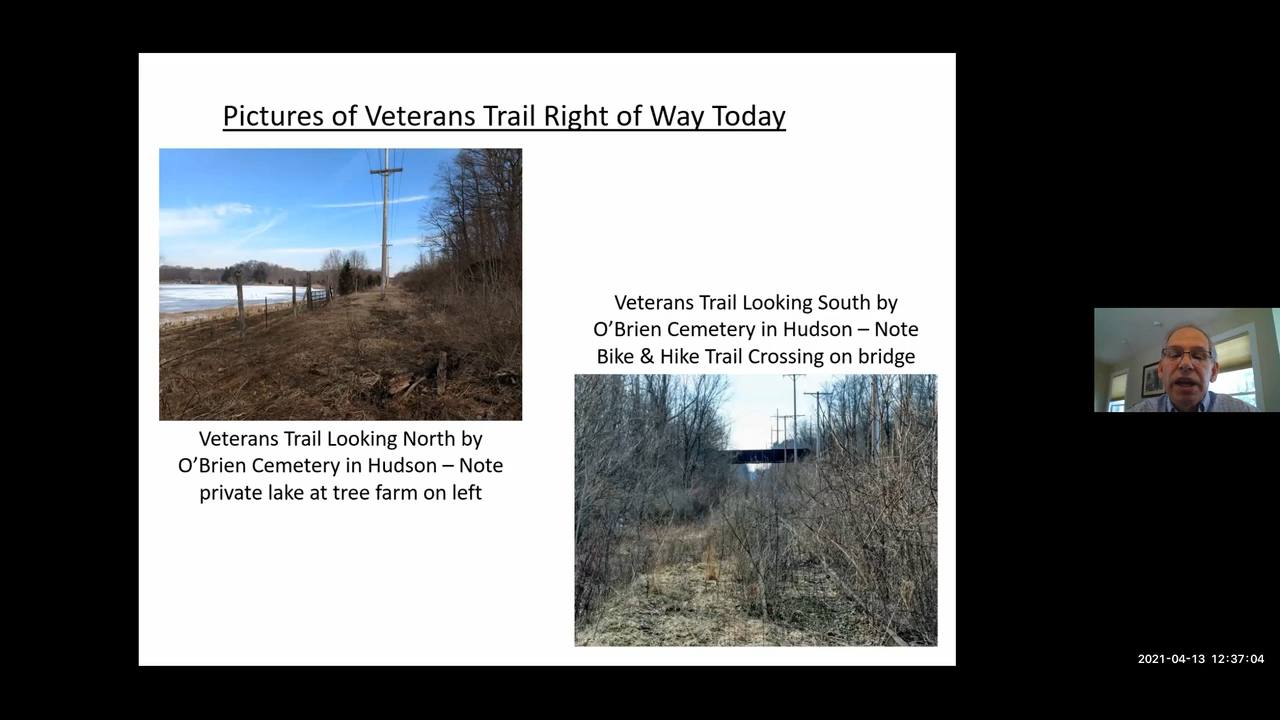 Pictures of Veterans Trail Right of Way Today
Veterans Trail Looking North by
O’Brien Cemetery in Hudson – Note
private lake at tree farm on left
Veterans Trail Looking South by
O’Brien Cemetery in Hudson – Note
Bike & Hike Trail Crossing on bridge
2021-04-13 12:37:04